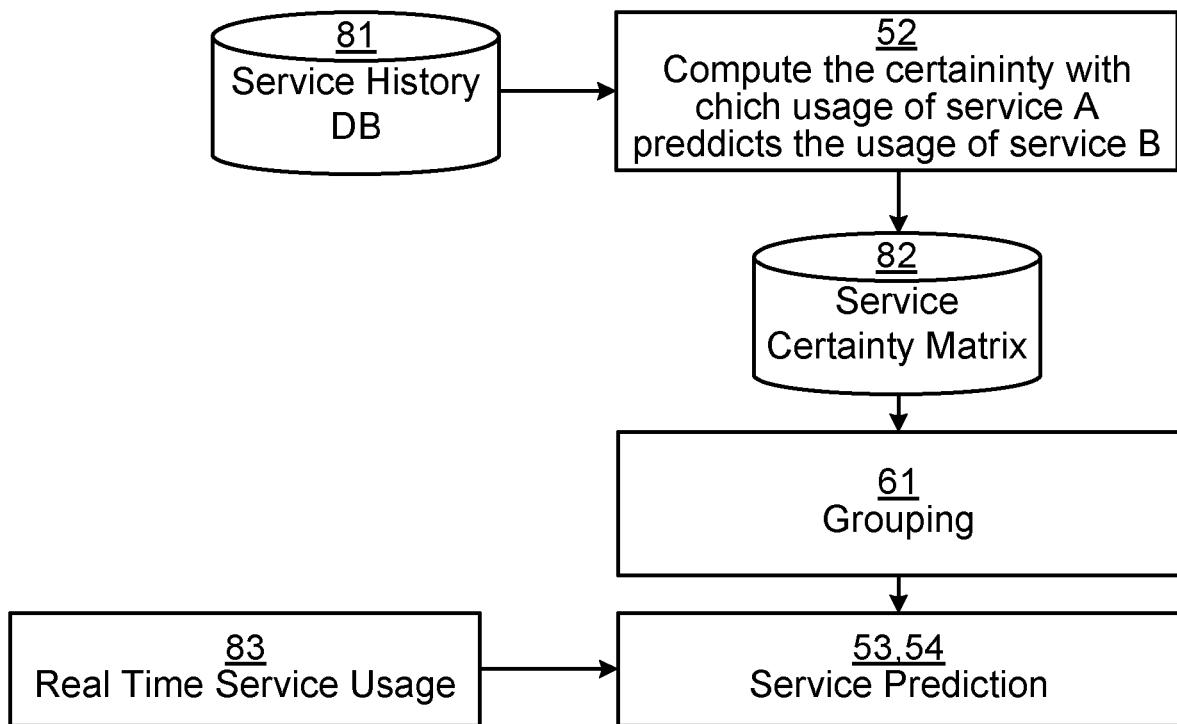 81
Service History
DB
52
Compute the certaininty with
chich usage of service A
preddicts the usage of service B
82
Service
Certainty Matrix
61
Grouping
83
Real Time Service Usage
53,54
Service Prediction